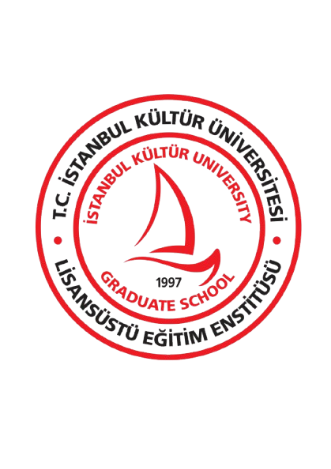 T.C. İSTANBUL KÜLTÜR ÜNİVERSİTESİ
LİSANSÜSTÜ EĞİTİM ENSTİTÜSÜ
İSTANBUL KÜLTÜR UNIVERSITY
1997
GRADUATE SCHOOL